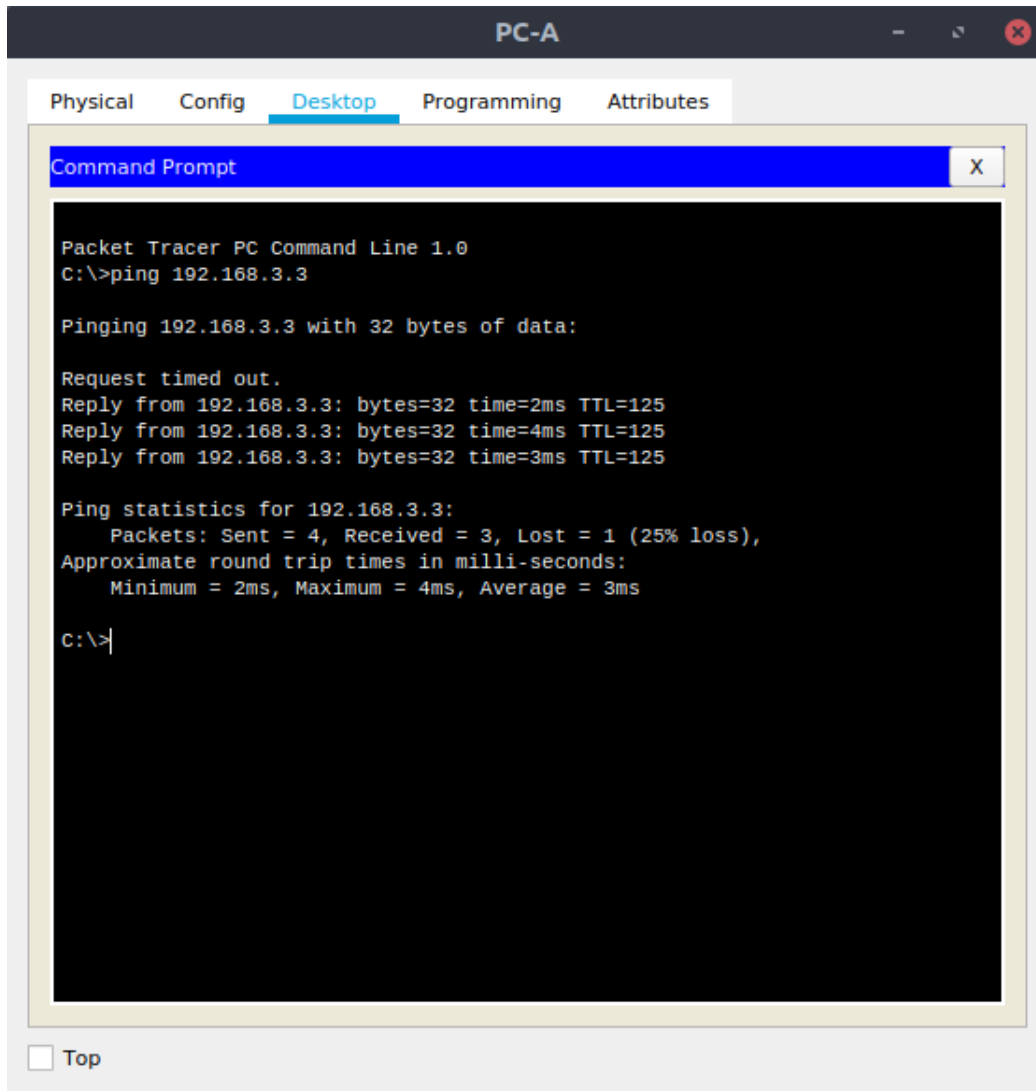 PC-A
Physical Config Desktop Programming Attributes
Command Prompt X
Packet Tracer PC Command Line 1.0
C:\>ping 192.168.3.3
Pinging 192.168.3.3 with 32 bytes of data:
Request timed out.
Reply from 192.168.3.3: bytes=32 time=2ms TTL=125
Reply from 192.168.3.3: bytes=32 time=4ms TTL=125
Reply from 192.168.3.3: bytes=32 time=3ms TTL=125
Ping statistics for 192.168.3.3:
    Packets: Sent = 4, Received = 3, Lost = 1 (25% loss),
Approximate round trip times in milli-seconds:
    Minimum = 2ms, Maximum = 4ms, Average = 3ms
C:\>
Top